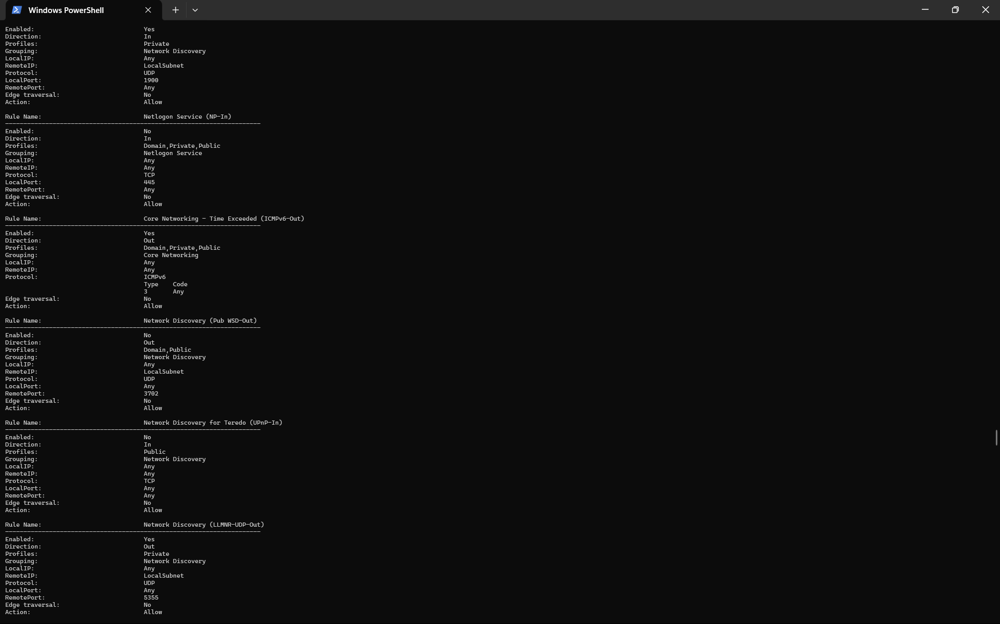 Windows PowerShell
Enabled: Yes
Direction: In
Profiles: Private
Grouping: Network Discovery
LocalIP: Any
RemoteIP: LocalSubnet
Protocol: UDP
LocalPort: 1900
RemotePort: Any
Edge traversal: No
Action: Allow
Rule Name: Netlogon Service (NP-In)
----------------------------------------------------------------------
Enabled: No
Direction: In
Profiles: Domain,Private,Public
Grouping: Netlogon Service
LocalIP: Any
RemoteIP: Any
Protocol: TCP
LocalPort: 445
RemotePort: Any
Edge traversal: No
Action: Allow
Rule Name: Core Networking - Time Exceeded (ICMPv6-Out)
----------------------------------------------------------------------
Enabled: Yes
Direction: Out
Profiles: Domain,Private,Public
Grouping: Core Networking
LocalIP: Any
RemoteIP: Any
Protocol: ICMPv6
Type Code
3 Any
Edge traversal: No
Action: Allow
Rule Name: Network Discovery (Pub WSD-Out)
----------------------------------------------------------------------
Enabled: No
Direction: Out
Profiles: Domain,Public
Grouping: Network Discovery
LocalIP: Any
RemoteIP: LocalSubnet
Protocol: UDP
LocalPort: Any
RemotePort: 3702
Edge traversal: No
Action: Allow
Rule Name: Network Discovery for Teredo (UPnP-In)
----------------------------------------------------------------------
Enabled: No
Direction: In
Profiles: Public
Grouping: Network Discovery
LocalIP: Any
RemoteIP: Any
Protocol: TCP
LocalPort: Any
RemotePort: Any
Edge traversal: No
Action: Allow
Rule Name: Network Discovery (LLMNR-UDP-Out)
----------------------------------------------------------------------
Enabled: Yes
Direction: Out
Profiles: Private
Grouping: Network Discovery
LocalIP: Any
RemoteIP: LocalSubnet
Protocol: UDP
LocalPort: Any
RemotePort: 5355
Edge traversal: No
Action: Allow